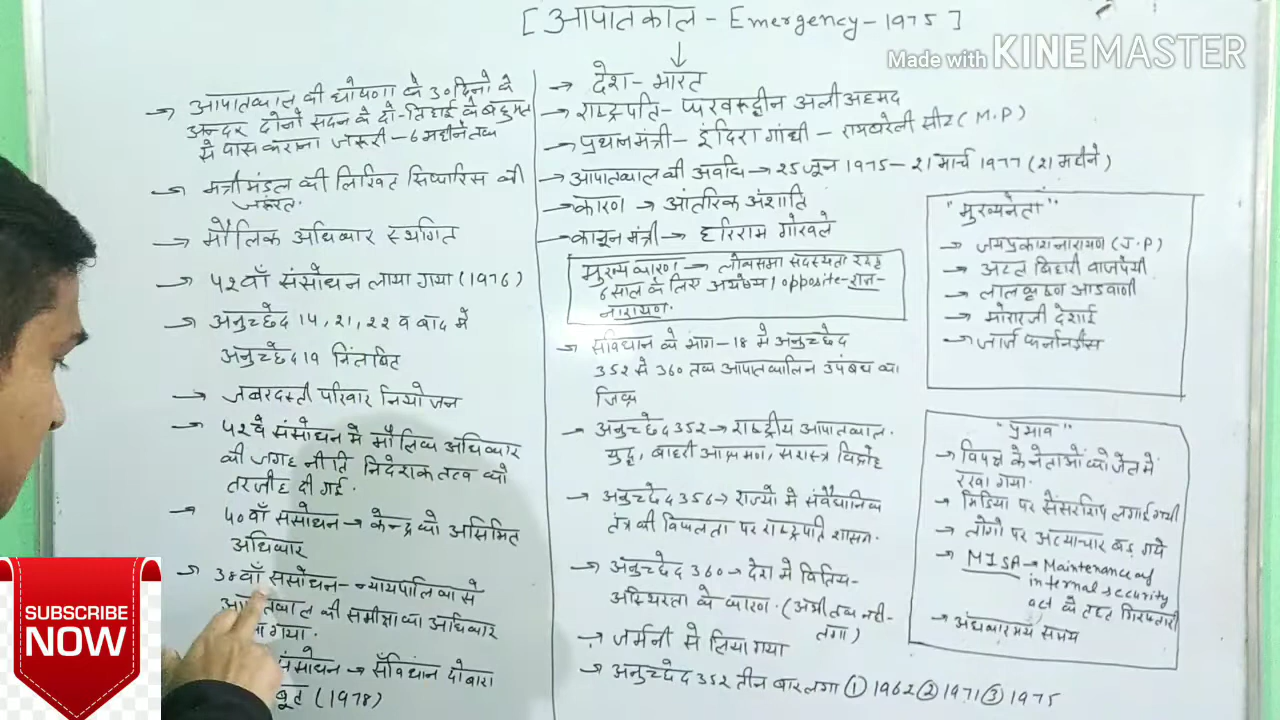 [आपातकाल - Emergency - 1975]
Made with KINEMASTER
→ आपातकाल की घोषणा के 30 दिनों के
अन्दर दोनों सदन के दो-तिहाई के बहुमत
से पास कराना जरूरी - 6 महीने तक
→ मंत्रीमंडल की लिखित सिफारिस की
जरूरत.
→ मौलिक अधिकार स्थगित
→ 42वाँ संसोधन लाया गया (1976)
→ अनुच्छेद 14, 21, 22 व बाद में
अनुच्छेद 19 निंलबित
→ जबरदस्ती परिवार नियोजन
→ 42वे संसोधन मे मौलिक अधिकार
की जगह नीति निदेशक तत्व को
तरजीह दी गई.
→ 40वाँ संसोधन → केन्द्र को असिमित
अधिकार
→ 38वाँ संसोधन - न्यायपालिका से
की समीक्षा का अधिकार
गया.
संसोधन → सँविधान दोबारा
(1978)
→ देश - भारत
→ राष्ट्रपति - फखरूद्दीन अली अहमद
→ प्रधानमंत्री - इंदिरा गांधी - रायबरेली सीट (M.P)
→ आपातकाल की अवधि → 25 जून 1975 - 21 मार्च 1977 (21 महीने)
→ कारण → आंतरिक अंशाति
→ कानून मंत्री → हरिराम गोखले
मुख्य कारण → लोकसभा सदस्यता रद्द
6 साल के लिए अयोग्य / opposite - राज-
नारायण.
→ सविधान के भाग - 18 मे अनुच्छेद
352 से 360 तक आपातकालिन उपबंध का
जिक्र
→ अनुच्छेद 352 → राष्ट्रीय आपातकाल.
युद्ध, बाहरी आक्रमण, सशस्त्र विद्रोह
→ अनुच्छेद 356 → राज्यो मे संवैधानिक
तंत्र की विफलता पर राष्ट्रपति शासन.
→ अनुच्छेद 360 → देश मे वित्तिय-
अस्थिरता के कारण. (अभी तक नही-
लगा)
→ जर्मनी से लिया गया
→ अनुच्छेद 352 तीन बार लगा ① 1962 ② 1971 ③ 1975
"मुख्यनेता"
→ जयप्रकाश नारायण (J.P)
→ अटल बिहारी वाजपेयी
→ लालकृष्ण आडवाणी
→ मोरारजी देशाई
→ जार्ज फर्नानडीस
"प्रभाव"
→ विपक्ष के नेताओं को जेल में
रखा गया.
→ मिडिया पर सेंसरशिप लगाई गयी
→ लोगो पर अत्याचार बढ़ गये
→ MISA → Maintenance of
internal security
act के तहत गिरफ्तारी
→ अंधकारमय समय
SUBSCRIBE
NOW